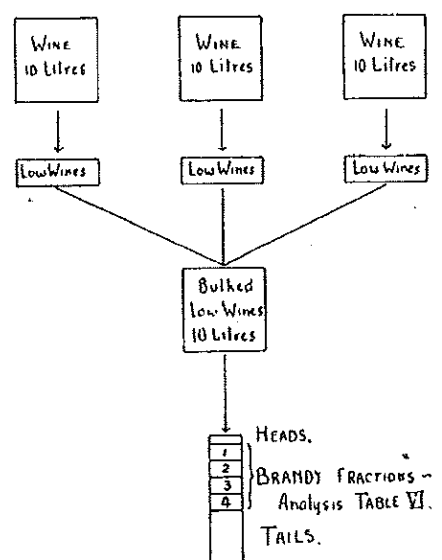 WINE
10 Litres
WINE
10 Litres
WINE
10 Litres
Low Wines
Low Wines
Low Wines
Bulked
Low Wines
10 Litres
HEADS.
1
2
3
4
BRANDY FRACTIONS -
Analysis TABLE VI.
TAILS.